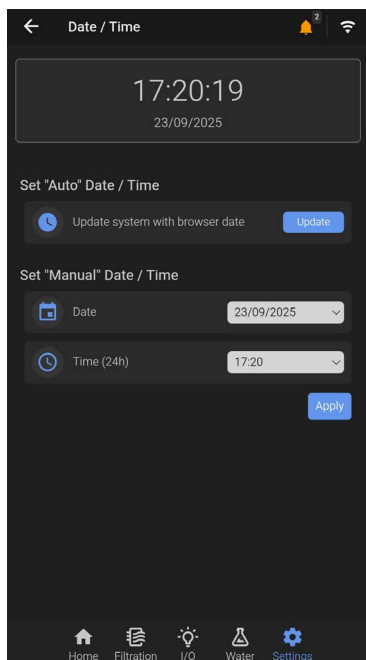 Date / Time
2
17:20:19
23/09/2025
Set "Auto" Date / Time
Update system with browser date
Update
Set "Manual" Date / Time
Date
23/09/2025
Time (24h)
17:20
Apply
Home Filtration I/O Water Settings